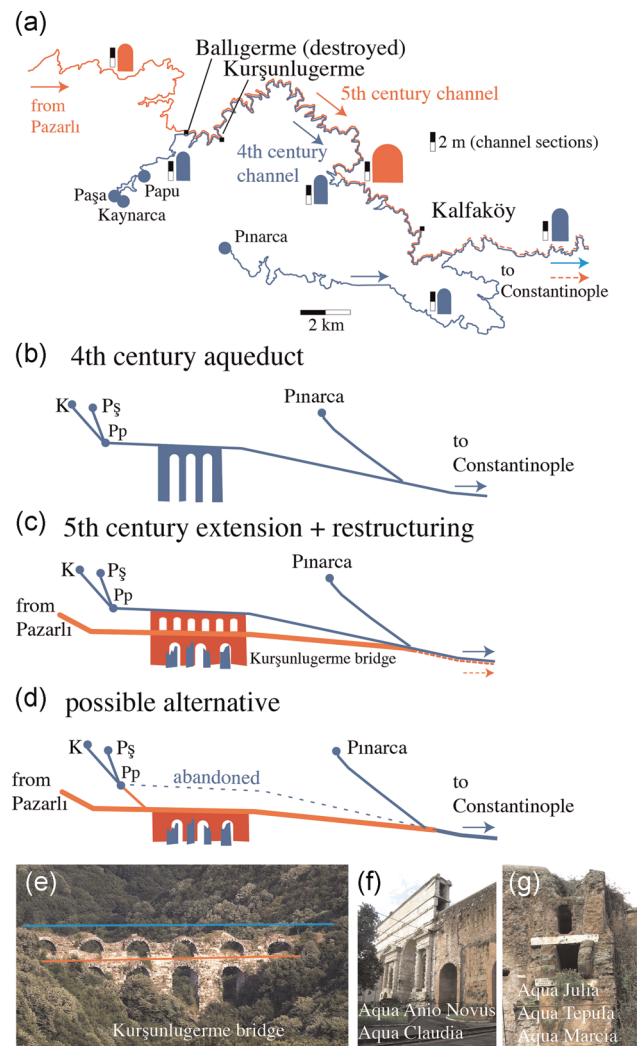 (a)
Ballıgerme (destroyed)
Kurşunlugerme
from
Pazarlı
5th century channel
4th century
channel
2 m (channel sections)
Papu
Paşa
Kaynarca
Kalfaköy
Pınarca
to
Constantinople
2 km
(b) 4th century aqueduct
K
Pş
Pp
Pınarca
to
Constantinople
(c) 5th century extension + restructuring
K
Pş
Pp
Pınarca
from
Pazarlı
Kurşunlugerme bridge
(d) possible alternative
K
Pş
Pp
Pınarca
abandoned
from
Pazarlı
to
Constantinople
(e)
Kurşunlugerme bridge
(f)
Aqua Anio Novus
Aqua Claudia
(g)
Aqua Julia
Aqua Tepula
Aqua Marcia